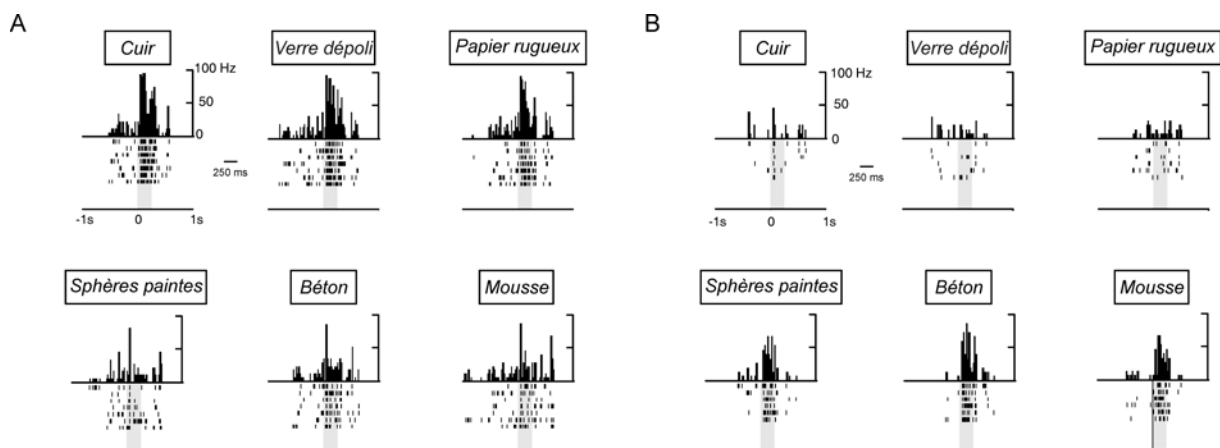 A
Cuir
Verre dépoli
Papier rugueux
100 Hz
50
0
250 ms
-1s 0 1s
Sphères paintes
Béton
Mousse
B
Cuir
Verre dépoli
Papier rugueux
100 Hz
50
0
250 ms
-1s 0 1s
Sphères paintes
Béton
Mousse